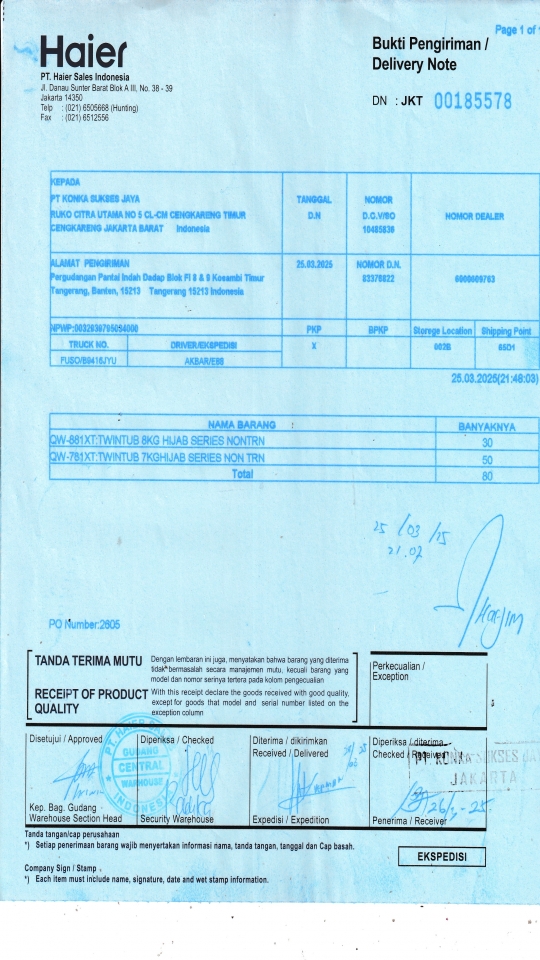 Page 1 of
Haier
Bukti Pengiriman /
Delivery Note
PT. Haier Sales Indonesia
Jl. Danau Sunter Barat Blok A III, No. 38 - 39
Jakarta 14350
Telp : (021) 6505668 (Hunting)
Fax : (021) 6512556
DN : JKT 00185578
KEPADA
PT KONKA SUKSES JAYA
RUKO CITRA UTAMA NO 5 CL-CM CENGKARENG TIMUR
CENGKARENG JAKARTA BARAT Indonesia
TANGGAL
D.N
NOMOR
D.O.V/SO
10485836
NOMOR DEALER
ALAMAT PENGIRIMAN
Pergudangan Pantai Indah Dadap Blok FI 8 & 9 Kosambi Timur
Tangerang, Banten, 15213 Tangerang 15213 Indonesia
25.03.2025
NOMOR D.N.
83378822
0000009763
PKP
BPKP
Storage Location
Shipping Point
TRUCK NO.
DRIVER/EKSPEDISI
X
002B
65D1
FUSO/B9416JYU
AKBAR/E68
25.03.2025(21:46:03)
NAMA BARANG :
BANYAKNYA
QW-881XT:TWINTUB 8KG HIJAB SERIES NONTRN
30
QW-781XT:TWINTUB 7KGHIJAB SERIES NON TRN
50
Total
80
25/03/25
21.07
PO Number:2605
TANDA TERIMA MUTU
Dengan lembaran ini juga, menyatakan bahwa barang yang diterima
tidak bermasalah secara manajemen mutu, kecuali barang yang
model dan nomor serinya tertera pada kolom pengecualian
RECEIPT OF PRODUCT
QUALITY
With this receipt declare the goods received with good quality,
except for goods that model and serial number listed on the
exception column
Perkecualian /
Exception
Disetujui / Approved
Diperiksa / Checked
Diterima / dikirimkan
Received / Delivered
Diperiksa / diterima
Checked / Received
GUDANG
CENTRAL
WAREHOUSE
INDONESIA
PT. KONKA SUKSES
JAKARTA
26/3-25
Kep. Bag. Gudang
Warehouse Section Head
Security Warehouse
Expedisi / Expedition
Penerima / Receiver
Tanda tangan/cap perusahaan
*) Setiap penerimaan barang wajib menyertakan informasi nama, tanda tangan, tanggal dan Cap basah.
EKSPEDISI
Company Sign / Stamp
*) Each item must include name, signature, date and wet stamp information.